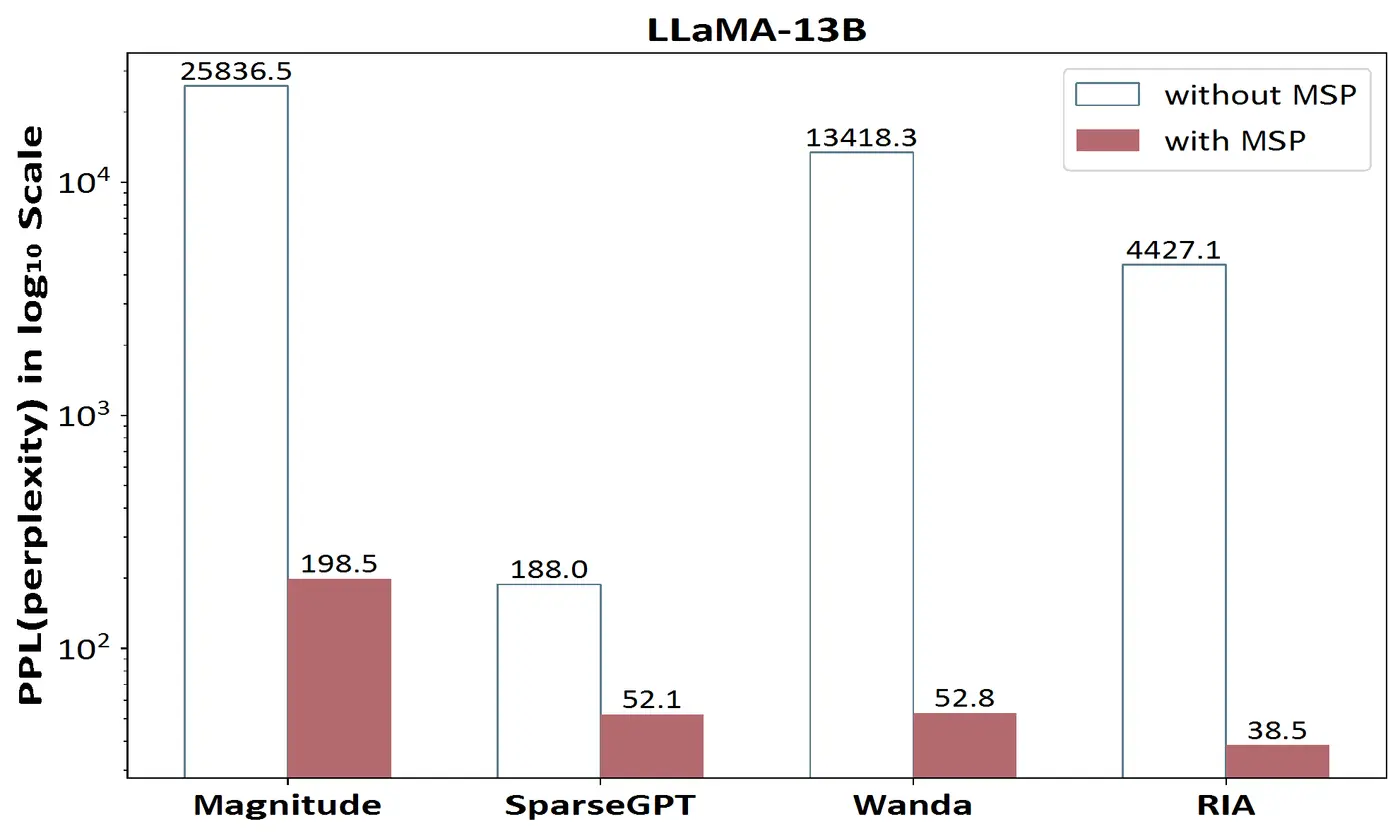 LLaMA-13B
PPL(perplexity) in log₁₀ Scale
10⁴
10³
10²
25836.5
198.5
188.0
52.1
13418.3
52.8
4427.1
38.5
without MSP
with MSP
Magnitude
SparseGPT
Wanda
RIA